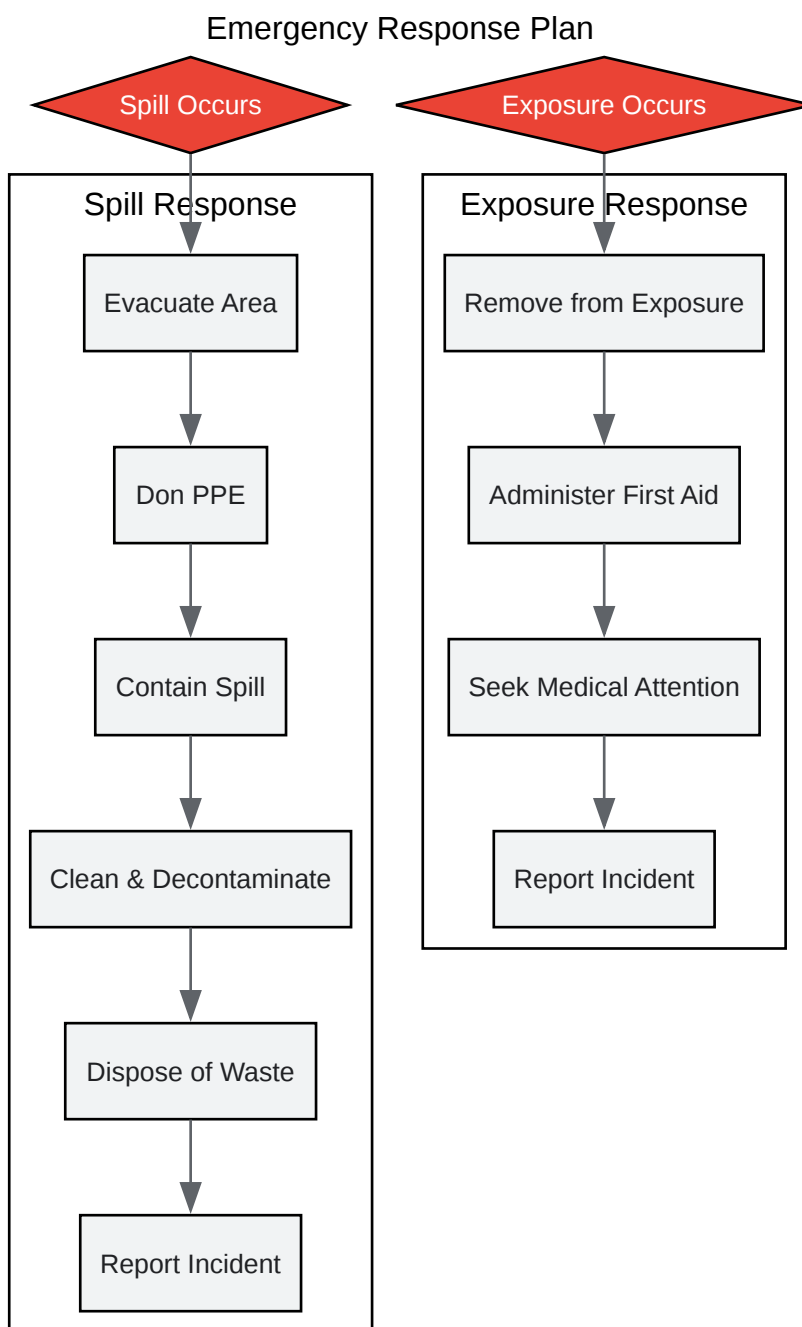 Emergency Response Plan
Spill Occurs
Spill Response
Evacuate Area
Don PPE
Contain Spill
Clean & Decontaminate
Dispose of Waste
Report Incident
Exposure Occurs
Exposure Response
Remove from Exposure
Administer First Aid
Seek Medical Attention
Report Incident